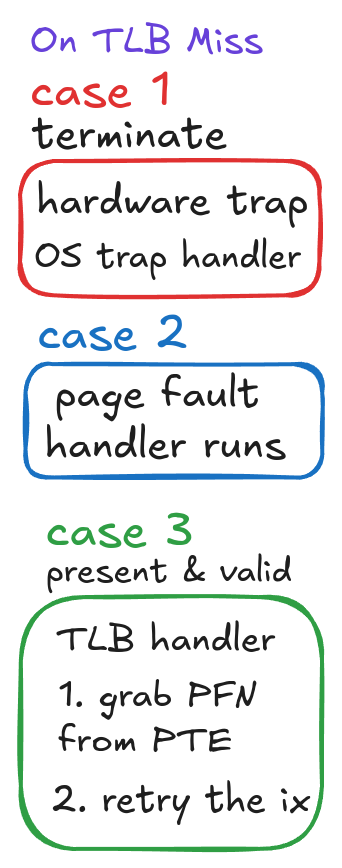 On TLB Miss
case 1
terminate
hardware trap
OS trap handler
case 2
page fault
handler runs
case 3
present & valid
TLB handler
1. grab PFN
from PTE
2. retry the ix